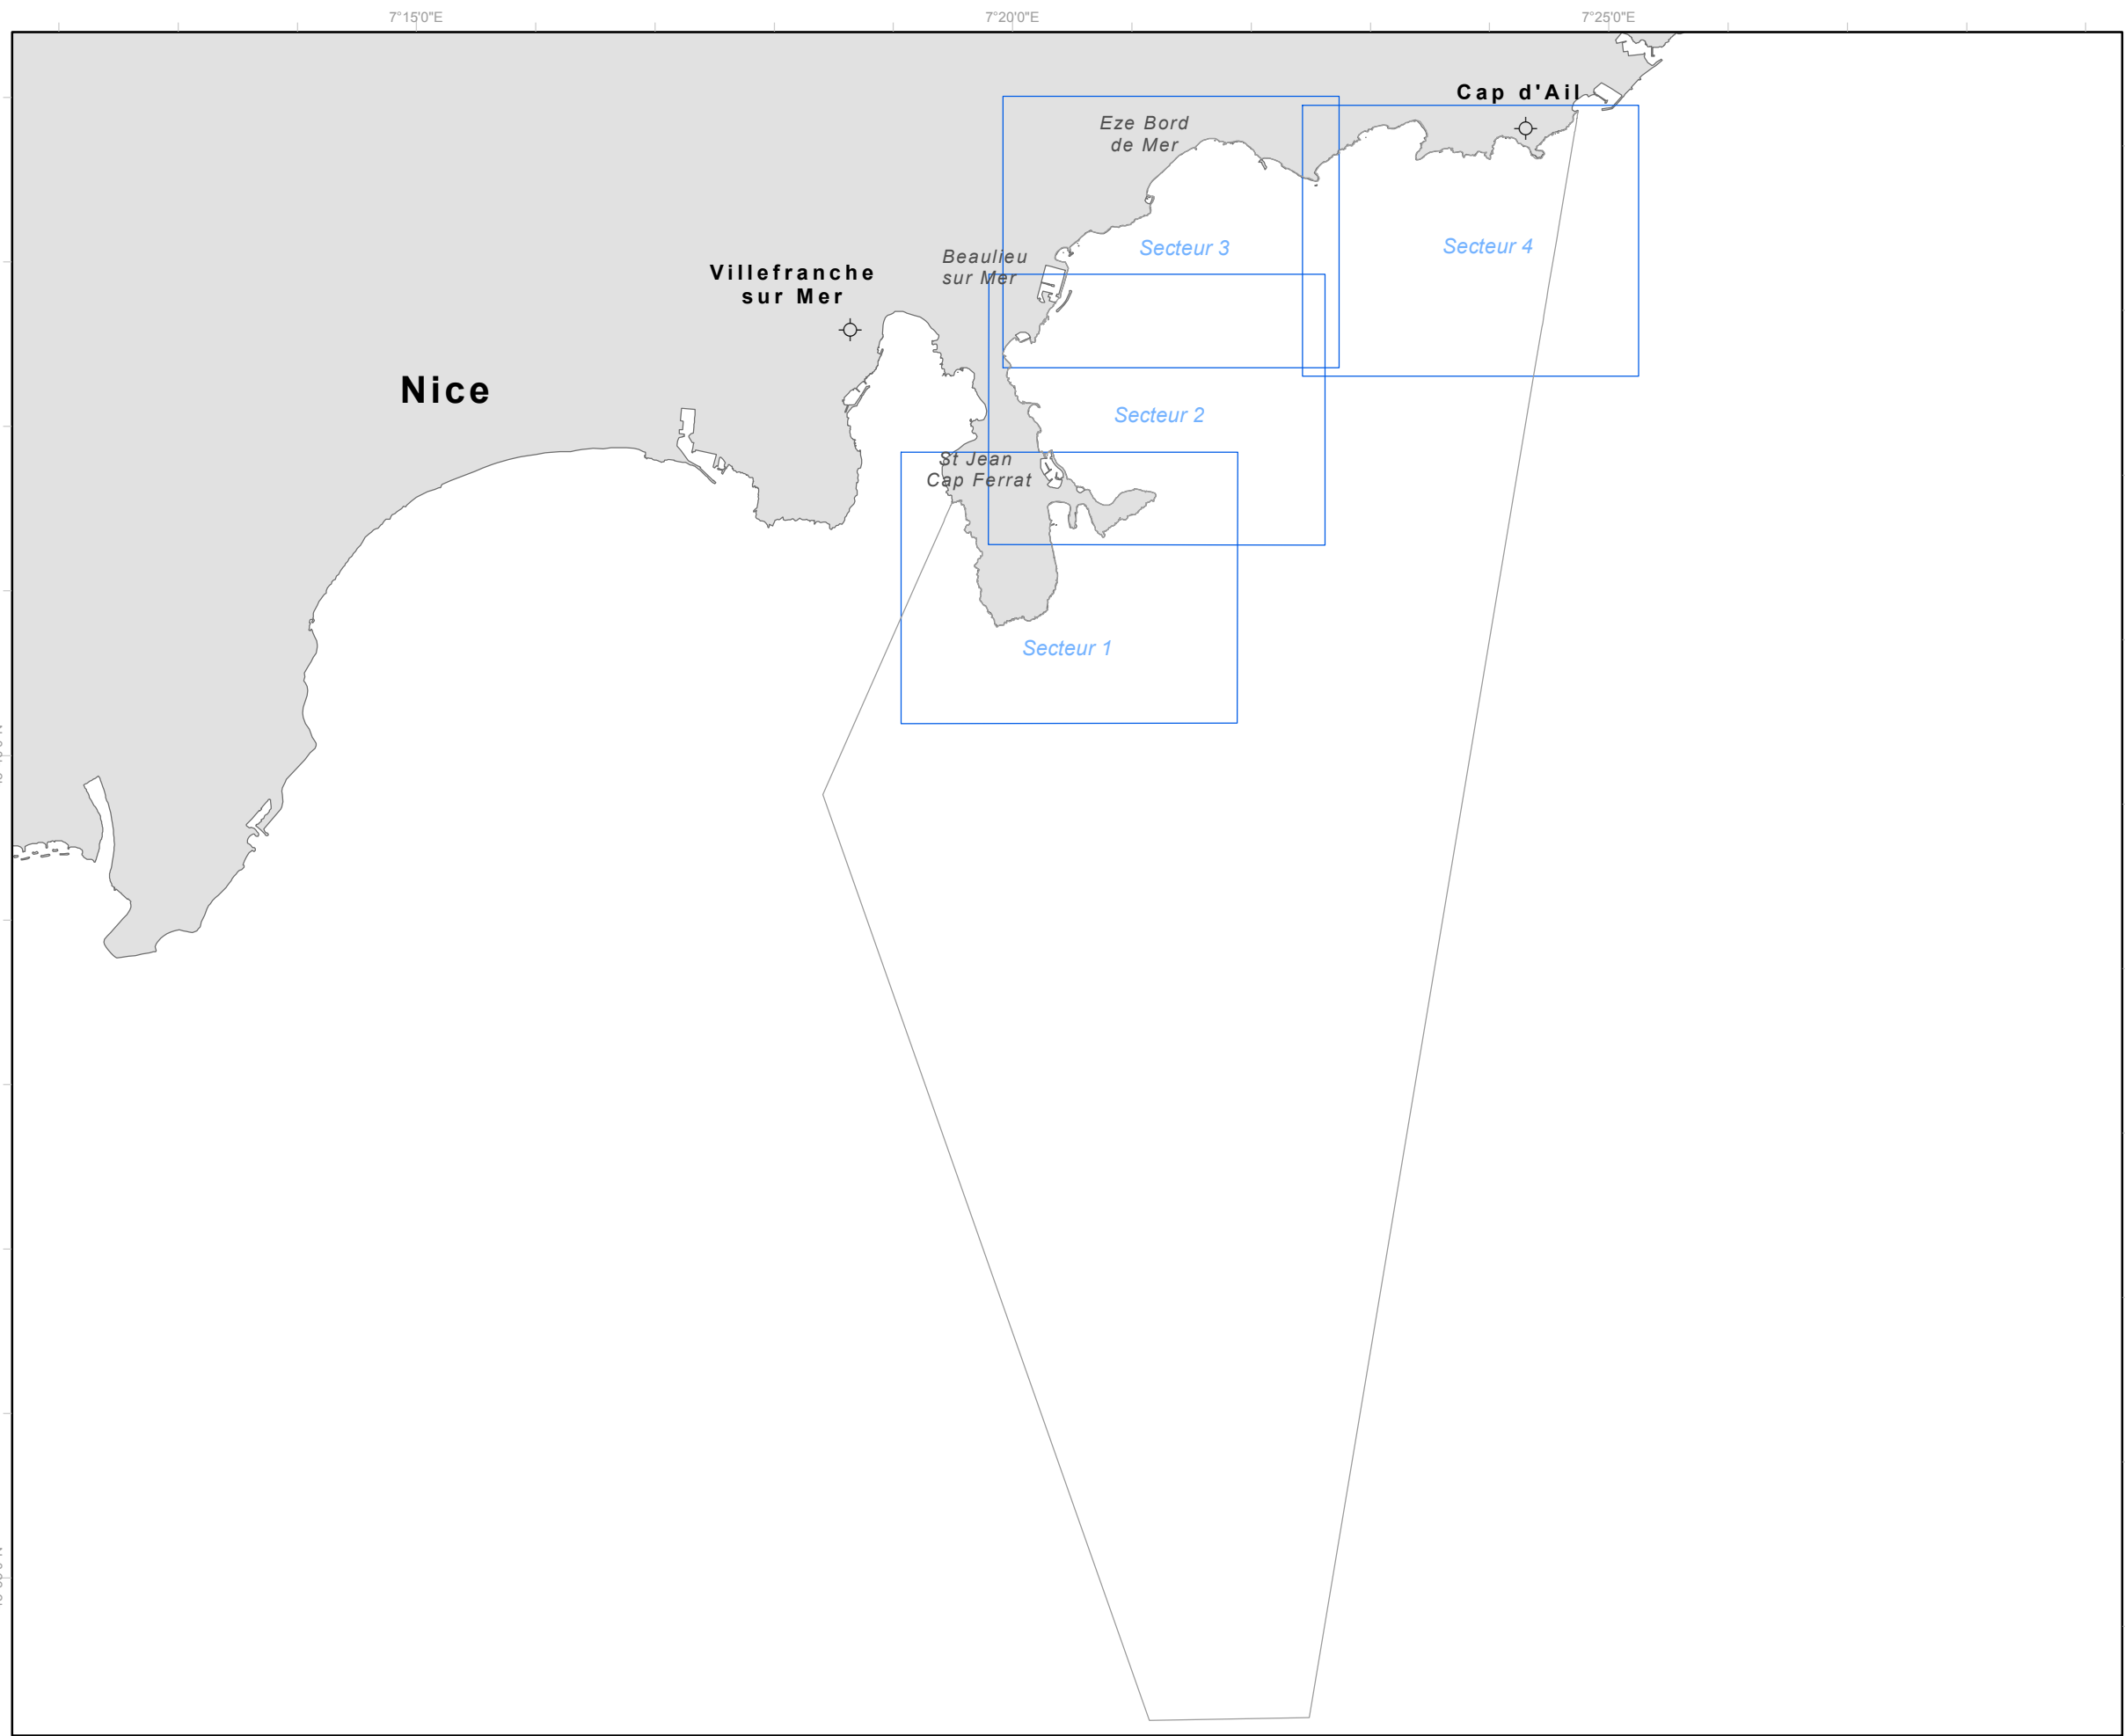 7°15'0"E
7°20'0"E
7°25'0"E
Cap d'Ail
Eze Bord
de Mer
Secteur 3
Secteur 4
Beaulieu
sur Mer
Villefranche
sur Mer
Nice
Secteur 2
St Jean
Cap Ferrat
Secteur 1